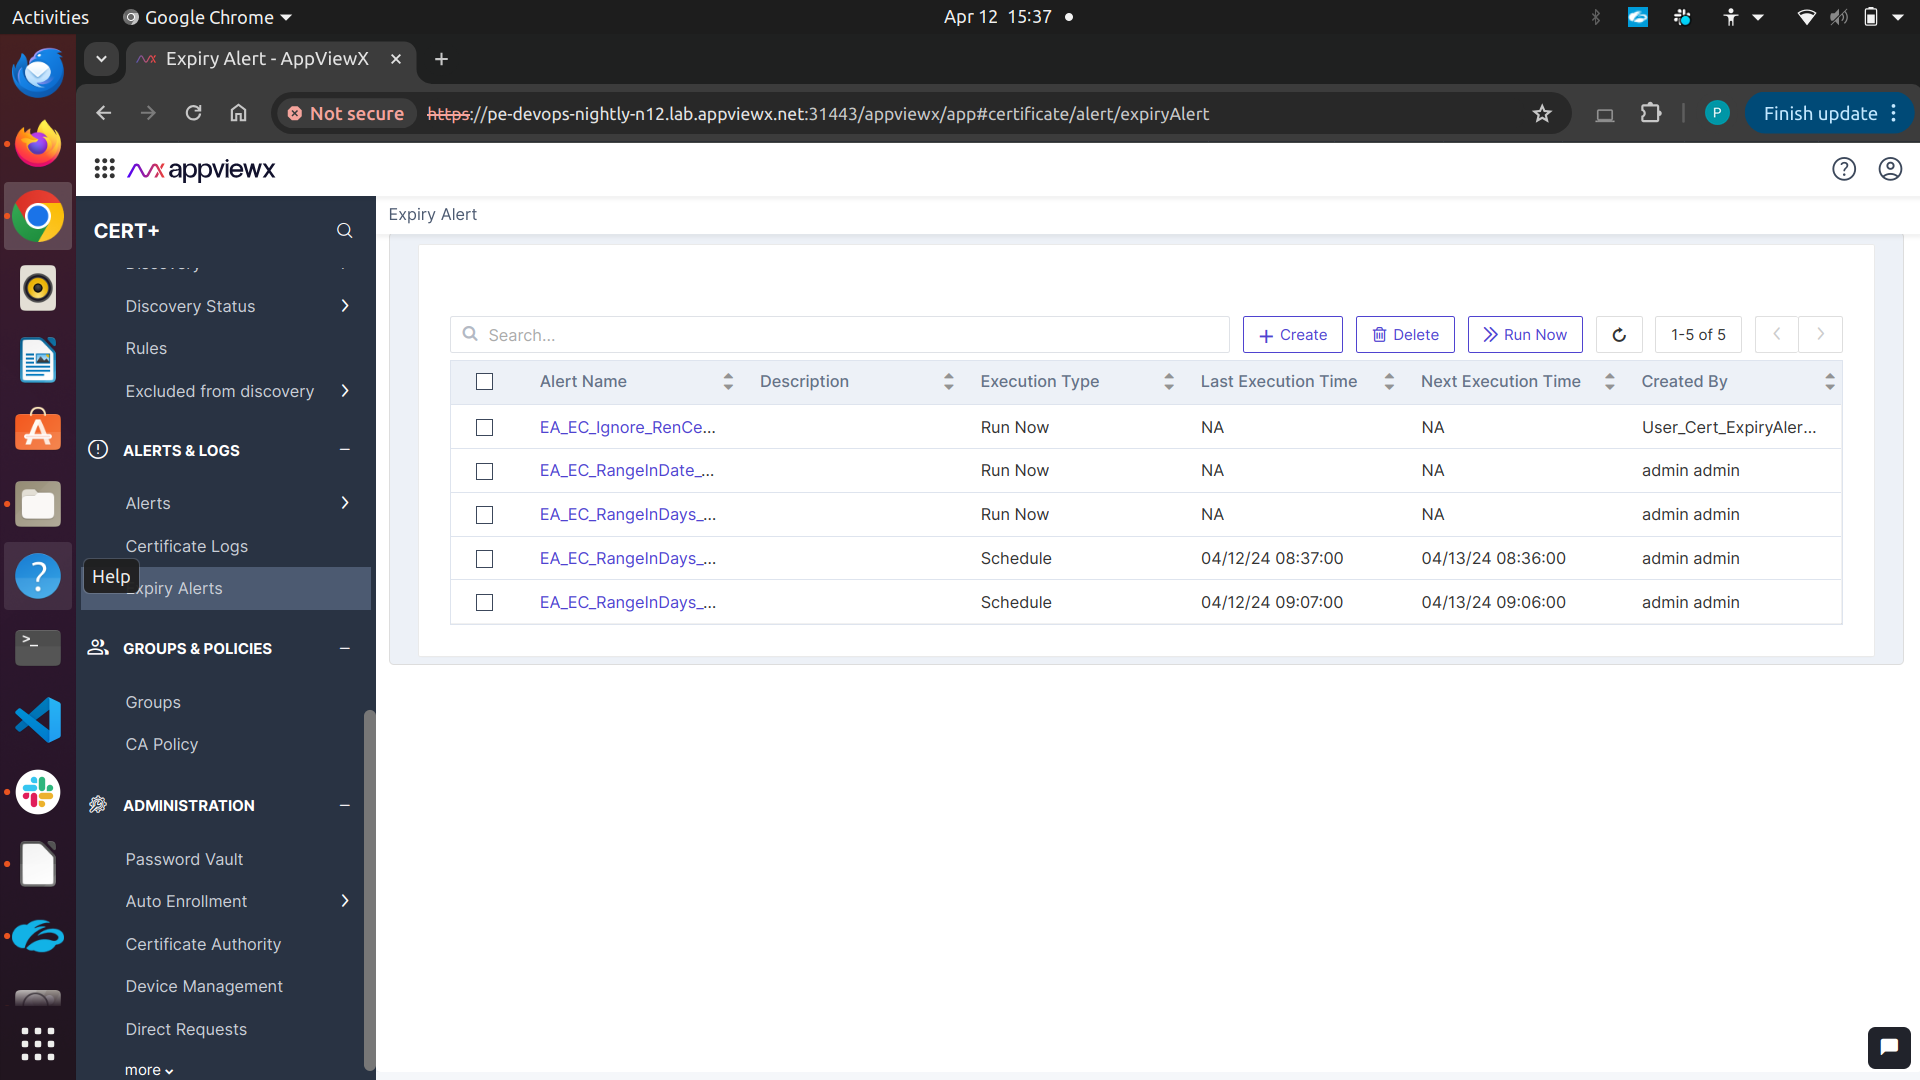 Activities
Google Chrome
Apr 12 15:37
Expiry Alert - AppViewX
Not secure
https://pe-devops-nightly-n12.lab.appviewx.net:31443/appviewx/app#certificate/alert/expiryAlert
P
Finish update
appviewx
CERT+
Expiry Alert
Discovery
Discovery Status
Rules
Excluded from discovery
ALERTS & LOGS
Alerts
Certificate Logs
Help
xpiry Alerts
GROUPS & POLICIES
Groups
CA Policy
ADMINISTRATION
Password Vault
Auto Enrollment
Certificate Authority
Device Management
Direct Requests
more
Search...
Create
Delete
Run Now
1-5 of 5
Alert Name Description Execution Type Last Execution Time Next Execution Time Created By
EA_EC_Ignore_RenCe... Run Now NA NA User_Cert_ExpiryAler...
EA_EC_RangeInDate_... Run Now NA NA admin admin
EA_EC_RangeInDays_... Run Now NA NA admin admin
EA_EC_RangeInDays_... Schedule 04/12/24 08:37:00 04/13/24 08:36:00 admin admin
EA_EC_RangeInDays_... Schedule 04/12/24 09:07:00 04/13/24 09:06:00 admin admin